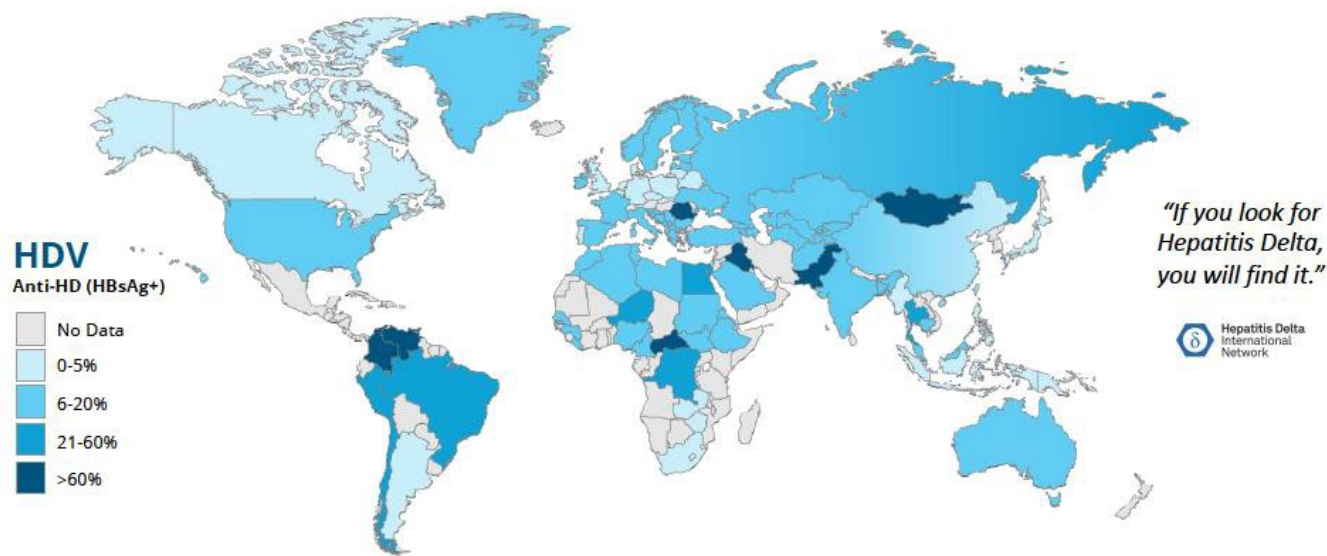 HDV
Anti-HD (HBsAg+)
No Data
0-5%
6-20%
21-60%
>60%
“If you look for
Hepatitis Delta,
you will find it.”
δ
Hepatitis Delta
International
Network